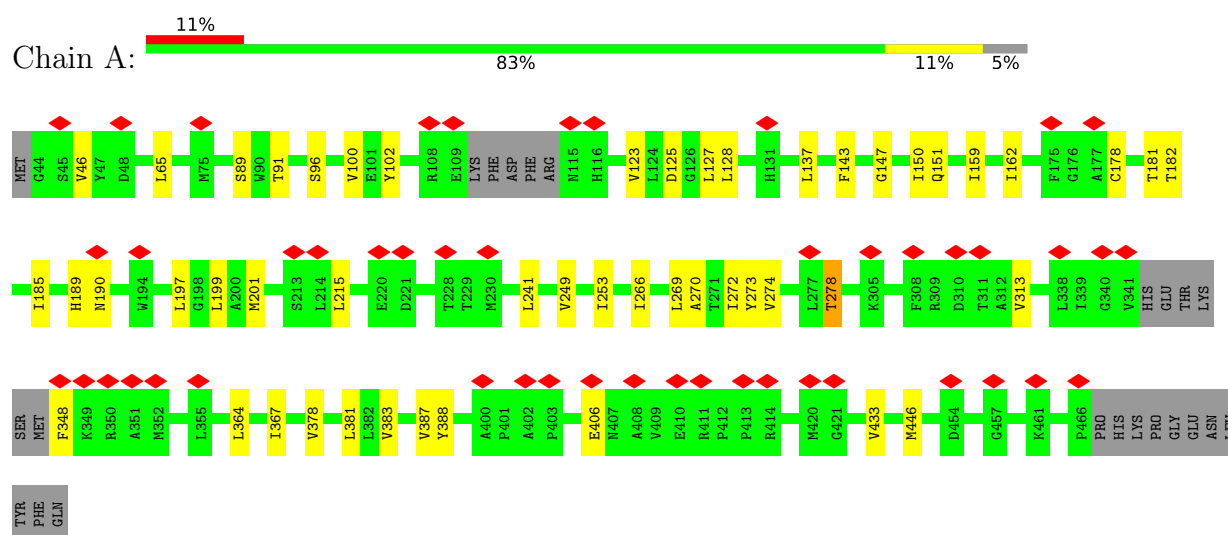 11%
Chain A:
83% 11% 5%
MET G44 S45 V46 Y47 D48 L65 M75 S89 W90 T91 S96 V100 E101 Y102 R108 E109 LYS PHE ASP PHE ARG N115 H116 V123 L124 D125 G126 L127 L128 H131 L137 F143 G147 I150 Q151 I159 I162 F175 G176 A177 C178 T181 T182
I185 H189 N190 W194 L197 G198 L199 A200 M201 S213 L214 L215 E220 D221 T228 T229 M230 L241 V249 I253 I266 L269 A270 T271 I272 Y273 V274 L277 T278 K305 F308 R309 D310 T311 A312 V313 L338 I339 G340 V341 HIS GLU THR LYS
SER MET F348 K349 R350 A351 M352 L355 L364 I367 V378 L381 L382 V383 V387 Y388 A400 P401 A402 P403 E406 N407 A408 V409 E410 R411 P412 P413 R414 M420 G421 V433 M446 D454 G457 K461 P466 PRO HIS LYS PRO GLY GLU ASN
TYR PHE GLN